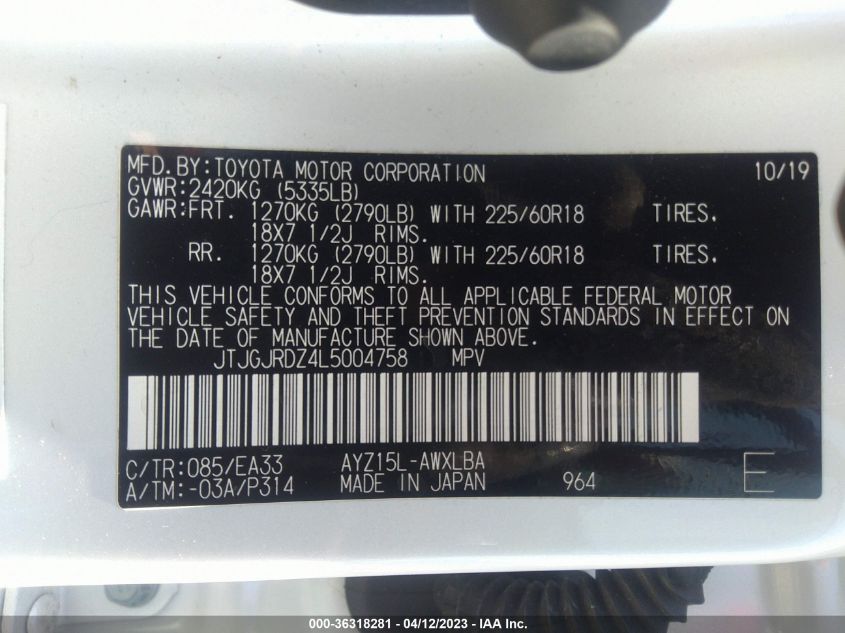 MFD.BY:TOYOTA MOTOR CORPORATION 10/19
GVWR:2420KG (5335LB)
GAWR:FRT. 1270KG (2790LB) WITH 225/60R18 TIRES.
18X7 1/2J RIMS.
RR. 1270KG (2790LB) WITH 225/60R18 TIRES.
18X7 1/2J RIMS.
THIS VEHICLE CONFORMS TO ALL APPLICABLE FEDERAL MOTOR
VEHICLE SAFETY AND THEFT PREVENTION STANDARDS IN EFFECT ON
THE DATE OF MANUFACTURE SHOWN ABOVE.
JTJGJRDZ4L5004758 MPV
C/TR:085/EA33 AYZ15L-AWXLBA
A/TM:-03A/P314 MADE IN JAPAN 964 E
000-36318281 - 04/12/2023 - IAA Inc.